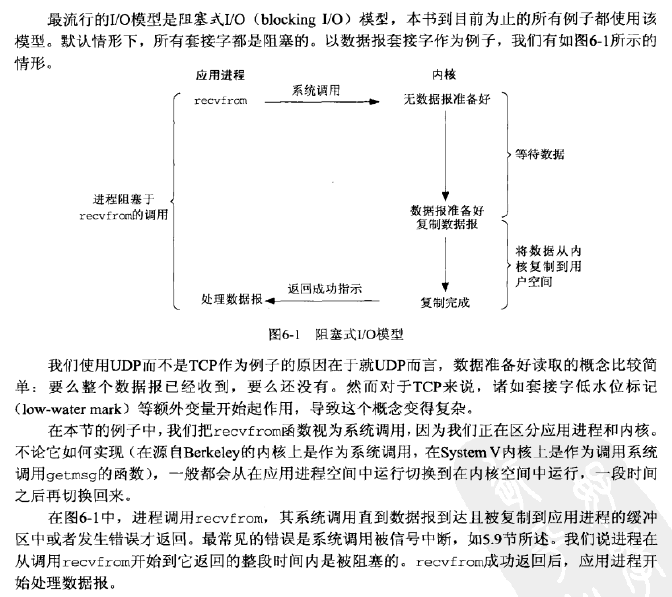 最流行的I/O模型是阻塞式I/O（blocking I/O）模型，本书到目前为止的所有例子都使用该
模型。默认情形下，所有套接字都是阻塞的。以数据报套接字作为例子，我们有如图6-1所示的
情形。
应用进程
内核
recvfrom
系统调用
无数据报准备好
等待数据
进程阻塞于
recvfrom的调用
数据报准备好
复制数据报
将数据从内
核复制到用
户空间
处理数据报
返回成功指示
复制完成
图6-1 阻塞式I/O模型
我们使用UDP而不是TCP作为例子的原因在于就UDP而言，数据准备好读取的概念比较简
单：要么整个数据报已经收到，要么还没有。然而对于TCP来说，诸如套接字低水位标记
（low-water mark）等额外变量开始起作用，导致这个概念变得复杂。
在本节的例子中，我们把recvfrom函数视为系统调用，因为我们正在区分应用进程和内核。
不论它如何实现（在源自Berkeley的内核上是作为系统调用，在System V内核上是作为调用系统
调用getmsg的函数），一般都会从在应用进程空间中运行切换到在内核空间中运行，一段时间
之后再切换回来。
在图6-1中，进程调用recvfrom，其系统调用直到数据报到达且被复制到应用进程的缓冲
区中或者发生错误才返回。最常见的错误是系统调用被信号中断，如5.9节所述。我们说进程在
从调用recvfrom开始到它返回的整段时间内是被阻塞的。recvfrom成功返回后，应用进程开
始处理数据报。